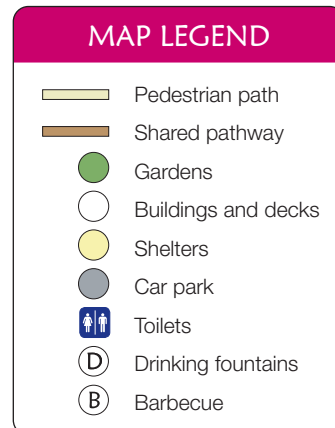 MAP LEGEND
Pedestrian path
Shared pathway
Gardens
Buildings and decks
Shelters
Car park
Toilets
D Drinking fountains
B Barbecue